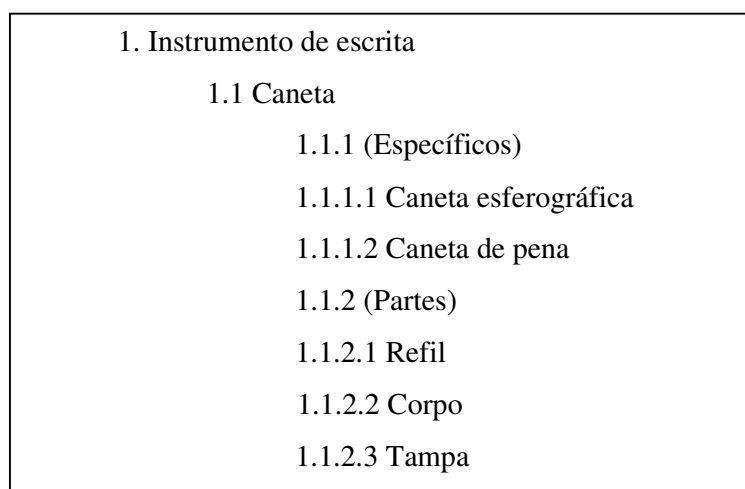 1. Instrumento de escrita
1.1 Caneta
1.1.1 (Específicos)
1.1.1.1 Caneta esferográfica
1.1.1.2 Caneta de pena
1.1.2 (Partes)
1.1.2.1 Refil
1.1.2.2 Corpo
1.1.2.3 Tampa